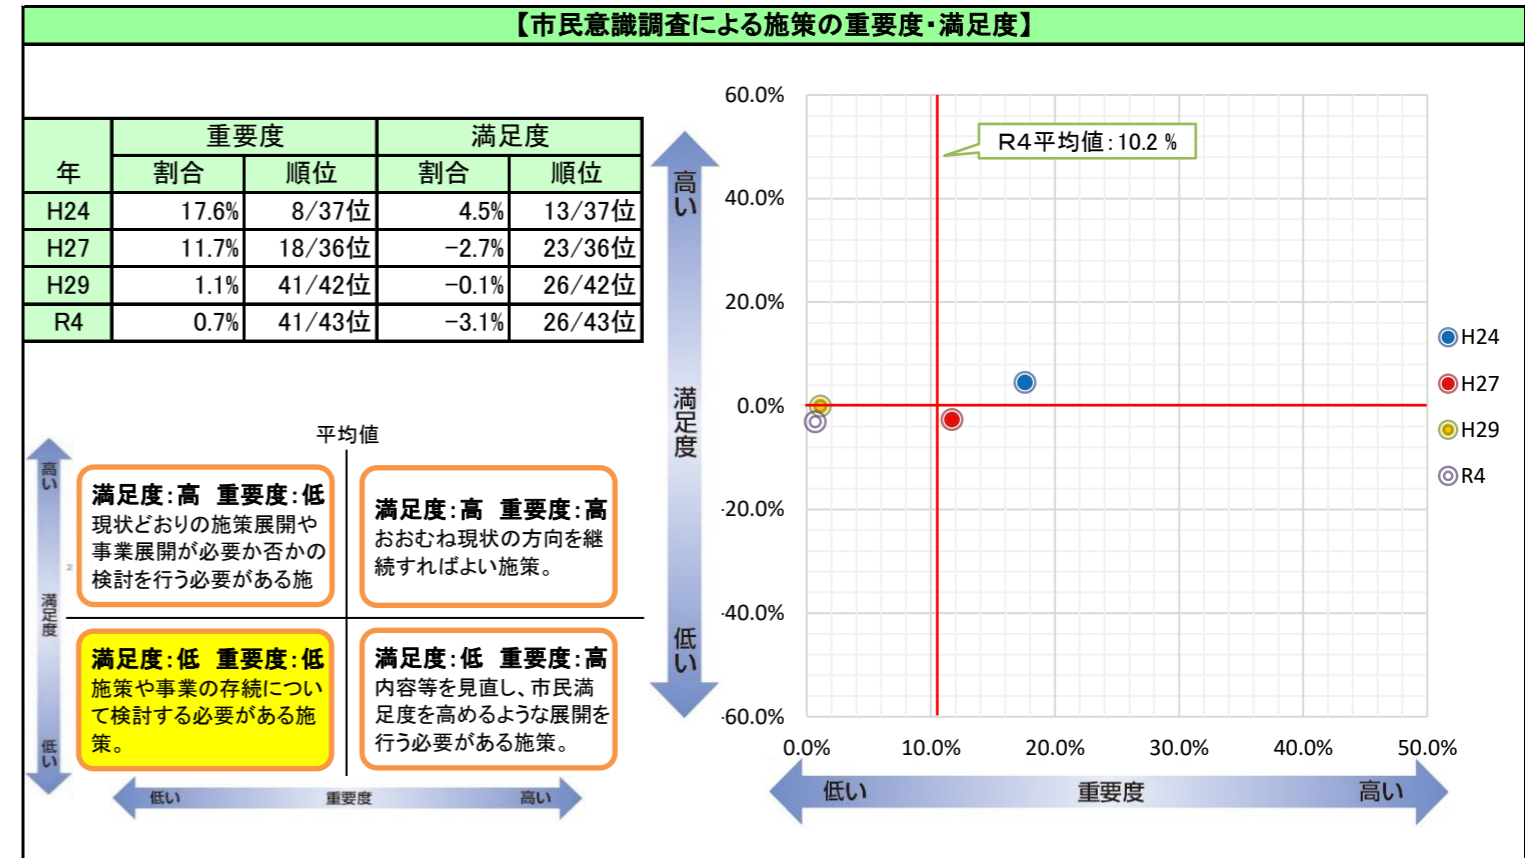 【市民意識調査による施策の重要度・満足度】
年 重要度 満足度
割合 順位 割合 順位
H24 17.6% 8/37位 4.5% 13/37位
H27 11.7% 18/36位 -2.7% 23/36位
H29 1.1% 41/42位 -0.1% 26/42位
R4 0.7% 41/43位 -3.1% 26/43位
平均値
高い
満足度
低い
満足度:高 重要度:低
現状どおりの施策展開や
事業展開が必要か否かの
検討を行う必要がある施
満足度:高 重要度:高
おおむね現状の方向を継
続すればよい施策。
満足度:低 重要度:低
施策や事業の存続につい
て検討する必要がある施
策。
満足度:低 重要度:高
内容等を見直し、市民満
足度を高めるような展開を
行う必要がある施策。
低い 重要度 高い
高い
満足度
低い
60.0%
40.0%
20.0%
0.0%
-20.0%
-40.0%
-60.0%
R4平均値:10.2 %
0.0% 10.0% 20.0% 30.0% 40.0% 50.0%
低い 重要度 高い
H24
H27
H29
R4